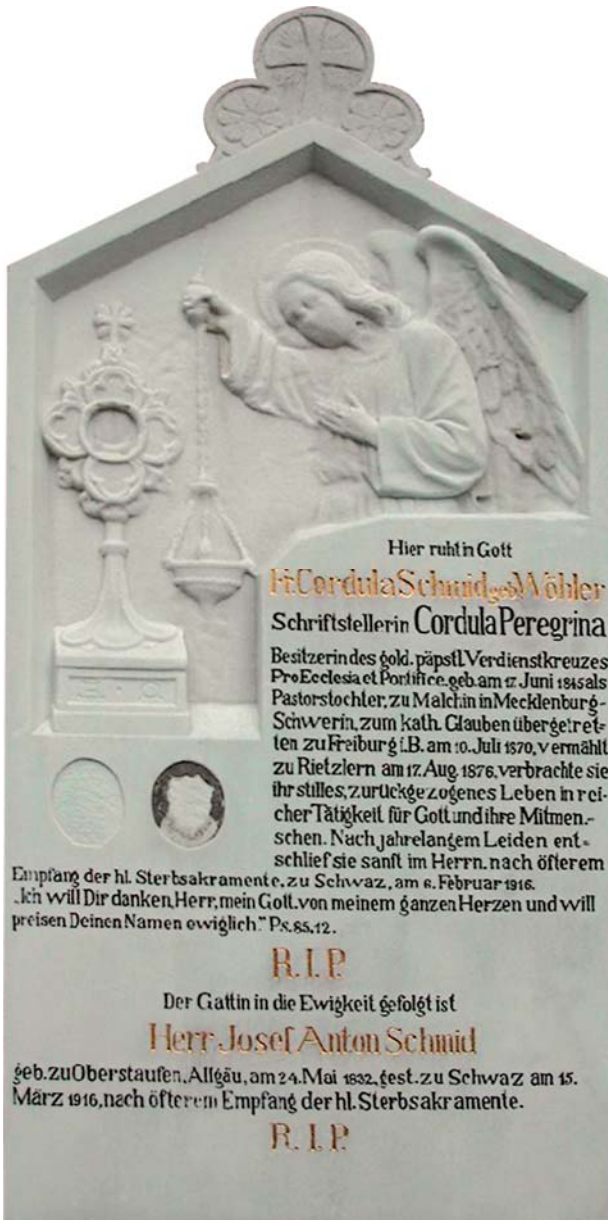 Hier ruht in Gott
Fr. Cordula Schmid geb. Wöhler
Schriftstellerin Cordula Peregrina
Besitzerin des gold. päpstl. Verdienstkreuzes
Pro Ecclesia et Pontifice, geb. am 17. Juni 1845 als
Pastorstochter, zu Malchin in Mecklenburg-
Schwerin, zum kath. Glauben übergetre-
ten zu Freiburg i. B. am 10. Juli 1870, vermählt
zu Rietzlern am 17. Aug. 1876, verbrachte sie
ihr stilles, zurückgezogenes Leben in rei-
cher Tätigkeit für Gott und ihre Mitmen-
schen. Nach jahrelangem Leiden ent-
schlief sie sanft im Herrn, nach öfterem
Empfang der hl. Sterbsakramente, zu Schwaz, am 6. Februar 1916.
„Ich will Dir danken, Herr, mein Gott, von meinem ganzen Herzen und will
preisen Deinen Namen ewiglich." Ps. 85. 12.
R. I. P.
Der Gattin in die Ewigkeit gefolgt ist
Herr Josef Anton Schmid
geb. zu Oberstaufen, Allgäu, am 24. Mai 1832, gest. zu Schwaz am 15.
März 1916, nach öfterem Empfang der hl. Sterbsakramente.
R. I. P.